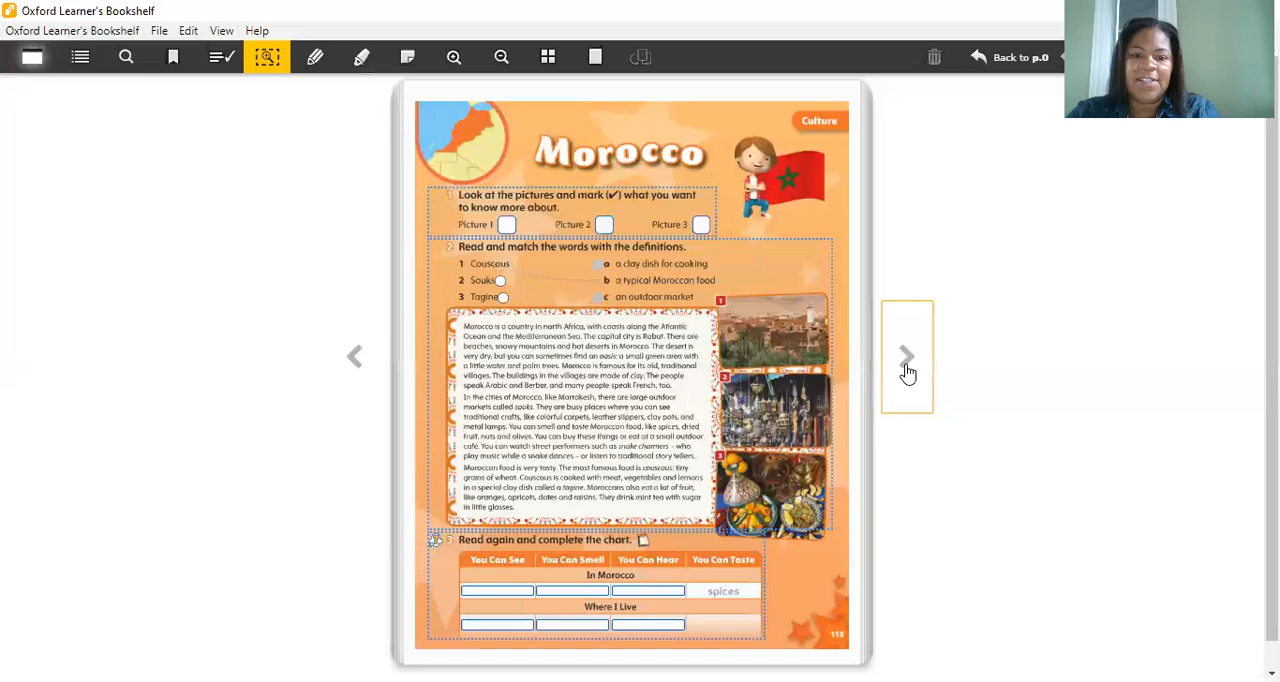 Oxford Learner's Bookshelf
Oxford Learner's Bookshelf File Edit View Help
Back to p.0
Culture
Morocco
1 Look at the pictures and mark (✔) what you want
to know more about.
Picture 1 Picture 2 Picture 3
2 Read and match the words with the definitions.
1 Couscous a a clay dish for cooking
2 Souks b a typical Moroccan food
3 Tagine c an outdoor market
Morocco is a country in north Africa, with coasts along the Atlantic
Ocean and the Mediterranean Sea. The capital city is Rabat. There are
beaches, snowy mountains and hot deserts in Morocco. The desert is
very dry, but you can sometimes find an oasis: a small green area with
a little water and palm trees. Morocco is famous for its old, traditional
villages. The buildings in the villages are made of clay. The people
speak Arabic and Berber, and many people speak French, too.
In the cities of Morocco, like Marrakesh, there are large outdoor
markets called souks. They are busy places where you can see
traditional crafts, like colorful carpets, leather slippers, clay pots, and
metal lamps. You can smell and taste Moroccan food, like spices, dried
fruit, nuts and olives. You can buy these things or eat at a small outdoor
café. You can watch street performers such as snake charmers – who
play music while a snake dances – or listen to traditional story tellers.
Moroccan food is very tasty. The most famous food is couscous: tiny
grains of wheat. Couscous is cooked with meat, vegetables and lemons
in a special clay dish called a tagine. Moroccans also eat a lot of fruit,
like oranges, apricots, dates and raisins. They drink mint tea with sugar
in little glasses.
1
2
3
3 Read again and complete the chart.
You Can See You Can Smell You Can Hear You Can Taste
In Morocco
spices
Where I Live
113